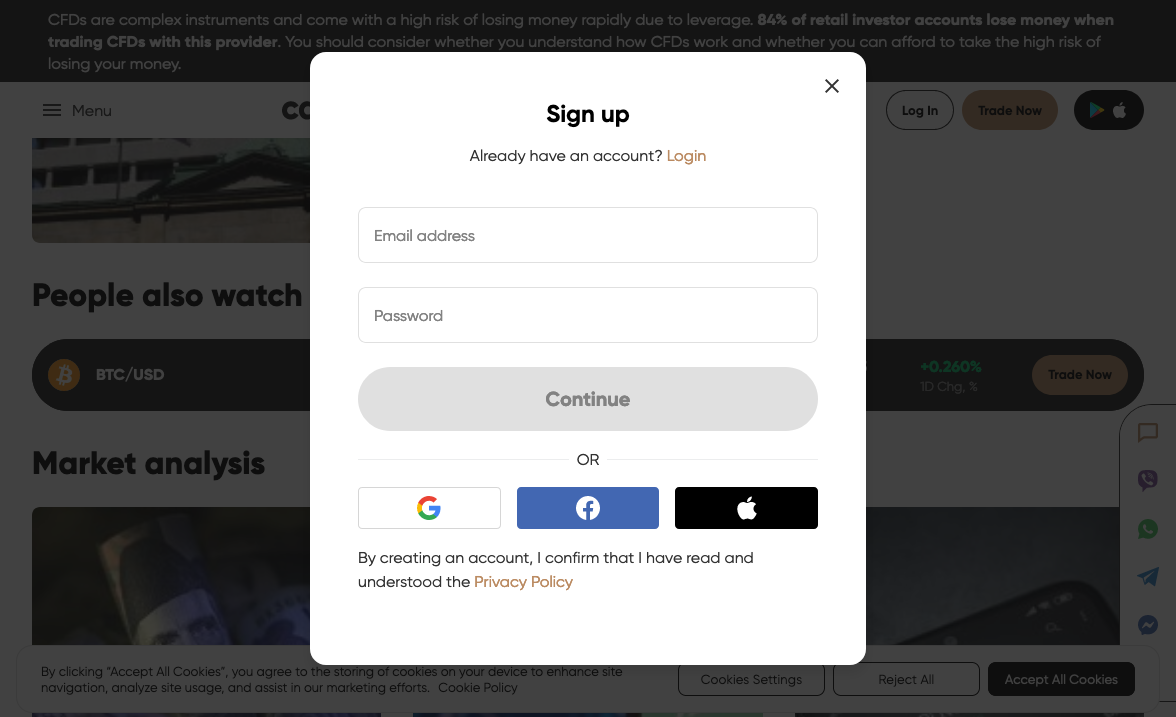 CFDs are complex instruments and come with a high risk of losing money rapidly due to leverage. 84% of retail investor accounts lose money when
trading CFDs with this provider. You should consider whether you understand how CFDs work and whether you can afford to take the high risk of
losing your money.
Menu
Log In
Trade Now
Sign up
Already have an account? Login
Email address
Password
Continue
OR
By creating an account, I confirm that I have read and
understood the Privacy Policy
People also watch
BTC/USD
+0.260%
1D Chg, %
Trade Now
Market analysis
By clicking “Accept All Cookies”, you agree to the storing of cookies on your device to enhance site
navigation, analyze site usage, and assist in our marketing efforts. Cookie Policy
Cookies Settings
Reject All
Accept All Cookies